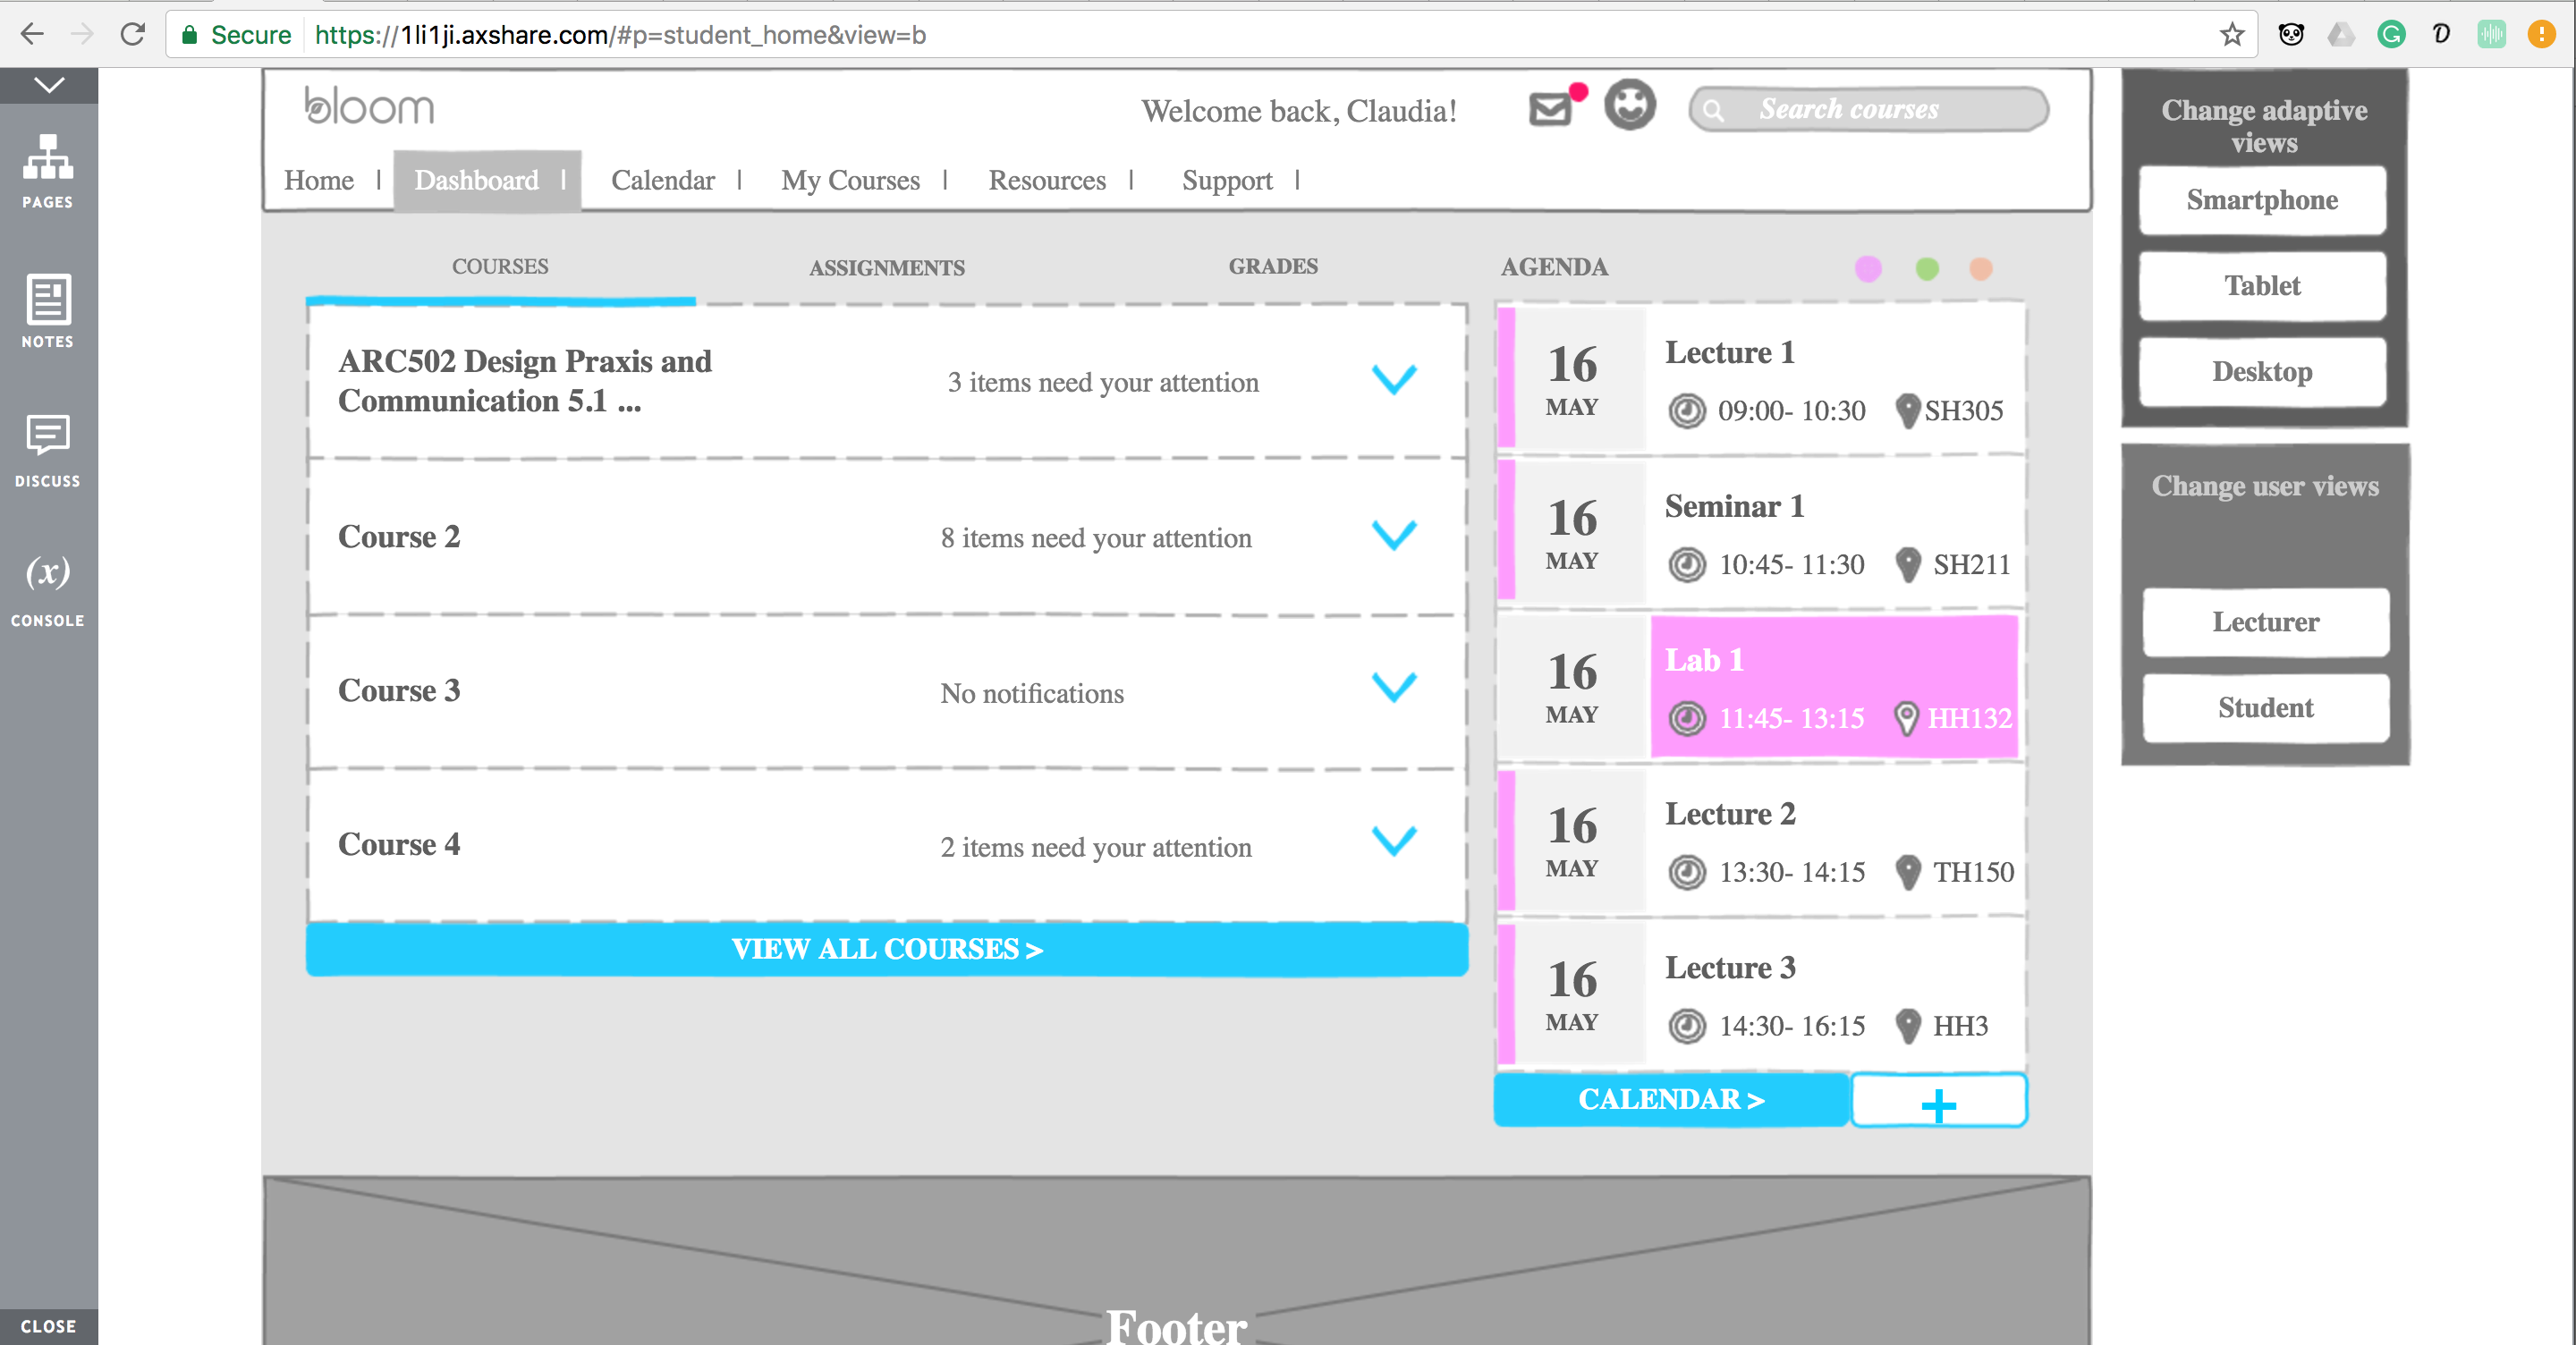 Secure https://1li1ji.axshare.com/#p=student_home&view=b
PAGES
NOTES
DISCUSS
(x)
CONSOLE
CLOSE
bloom
Welcome back, Claudia!
Search courses
Home | Dashboard | Calendar | My Courses | Resources | Support |
COURSES
ASSIGNMENTS
GRADES
ARC502 Design Praxis and
Communication 5.1 ...
3 items need your attention
Course 2
8 items need your attention
Course 3
No notifications
Course 4
2 items need your attention
VIEW ALL COURSES >
AGENDA
16
MAY
Lecture 1
09:00- 10:30 SH305
16
MAY
Seminar 1
10:45- 11:30 SH211
16
MAY
Lab 1
11:45- 13:15 HH132
16
MAY
Lecture 2
13:30- 14:15 TH150
16
MAY
Lecture 3
14:30- 16:15 HH3
CALENDAR >
+
Footer
Change adaptive
views
Smartphone
Tablet
Desktop
Change user views
Lecturer
Student